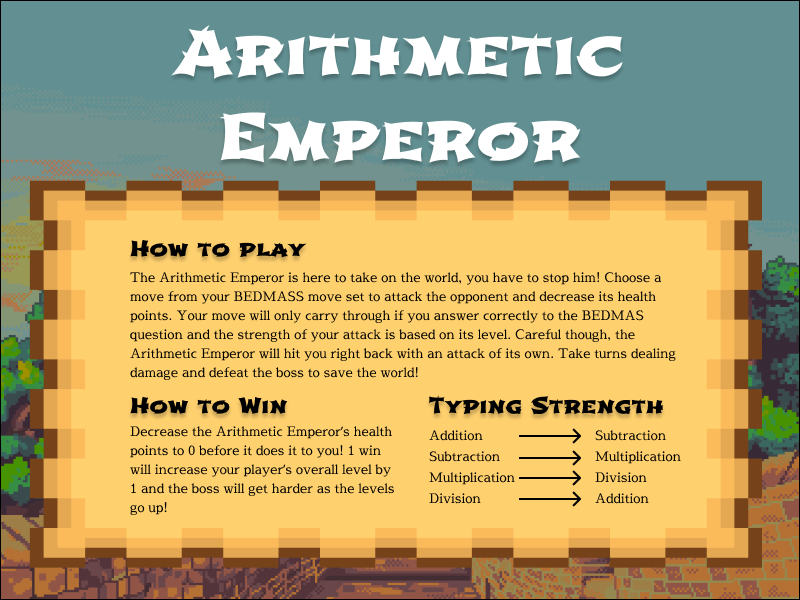 ARITHMETIC
EMPEROR
HOW TO PLAY
The Arithmetic Emperor is here to take on the world, you have to stop him! Choose a
move from your BEDMASS move set to attack the opponent and decrease its health
points. Your move will only carry through if you answer correctly to the BEDMAS
question and the strength of your attack is based on its level. Careful though, the
Arithmetic Emperor will hit you right back with an attack of its own. Take turns dealing
damage and defeat the boss to save the world!
HOW TO WIN
Decrease the Arithmetic Emperor's health
points to 0 before it does it to you! 1 win
will increase your player's overall level by
1 and the boss will get harder as the levels
go up!
TYPING STRENGTH
Addition → Subtraction
Subtraction → Multiplication
Multiplication → Division
Division → Addition